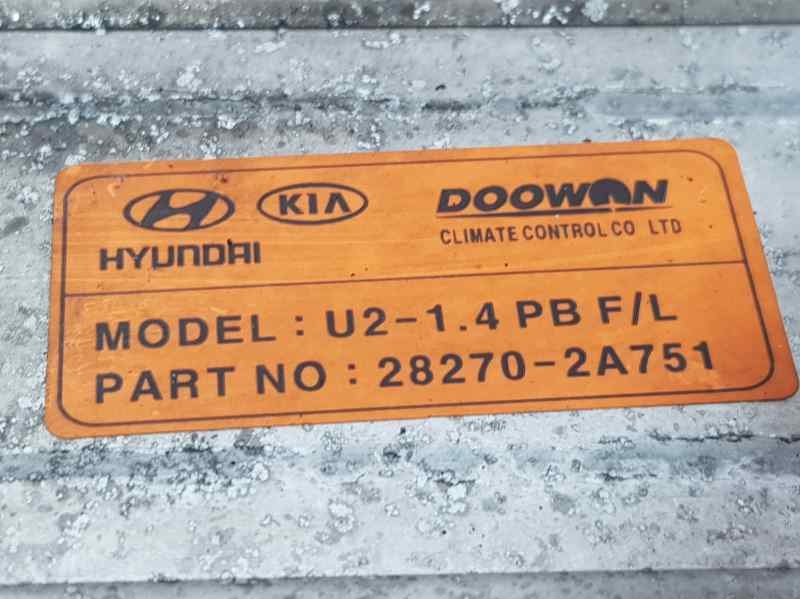 HYUNDAI
KIA
DOOWON
CLIMATE CONTROL CO LTD
MODEL : U2-1.4 PB F/L
PART NO : 28270-2A751